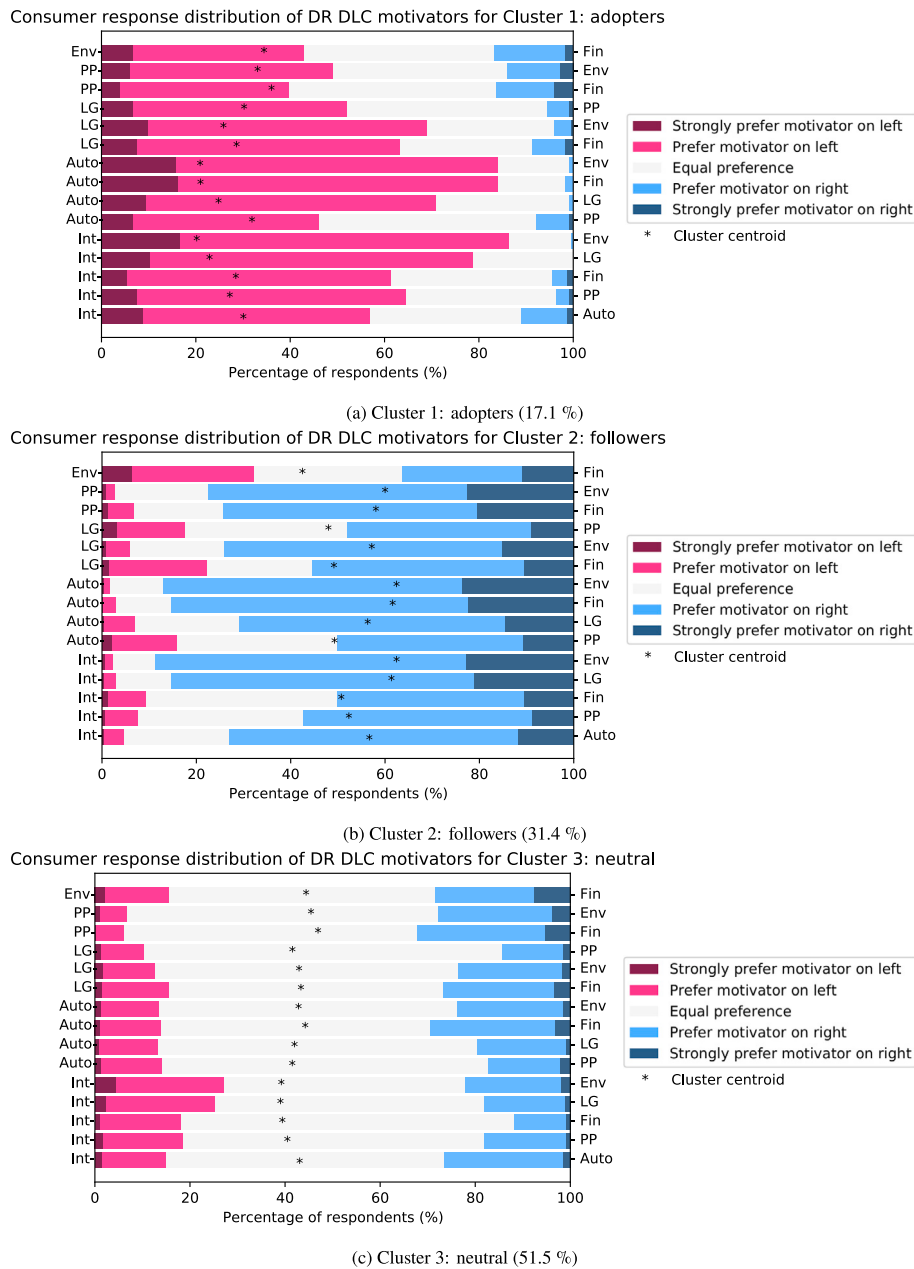 Consumer response distribution of DR DLC motivators for Cluster 1: adopters
Env Fin
PP Env
PP Fin
LG PP
LG Env
LG Fin
Auto Env
Auto Fin
Auto LG
Auto PP
Int Env
Int LG
Int Fin
Int PP
Int Auto
0 20 40 60 80 100
Percentage of respondents (%)
Strongly prefer motivator on left
Prefer motivator on left
Equal preference
Prefer motivator on right
Strongly prefer motivator on right
* Cluster centroid
(a) Cluster 1: adopters (17.1 %)
Consumer response distribution of DR DLC motivators for Cluster 2: followers
Env Fin
PP Env
PP Fin
LG PP
LG Env
LG Fin
Auto Env
Auto Fin
Auto LG
Auto PP
Int Env
Int LG
Int Fin
Int PP
Int Auto
0 20 40 60 80 100
Percentage of respondents (%)
Strongly prefer motivator on left
Prefer motivator on left
Equal preference
Prefer motivator on right
Strongly prefer motivator on right
* Cluster centroid
(b) Cluster 2: followers (31.4 %)
Consumer response distribution of DR DLC motivators for Cluster 3: neutral
Env Fin
PP Env
PP Fin
LG PP
LG Env
LG Fin
Auto Env
Auto Fin
Auto LG
Auto PP
Int Env
Int LG
Int Fin
Int PP
Int Auto
0 20 40 60 80 100
Percentage of respondents (%)
Strongly prefer motivator on left
Prefer motivator on left
Equal preference
Prefer motivator on right
Strongly prefer motivator on right
* Cluster centroid
(c) Cluster 3: neutral (51.5 %)